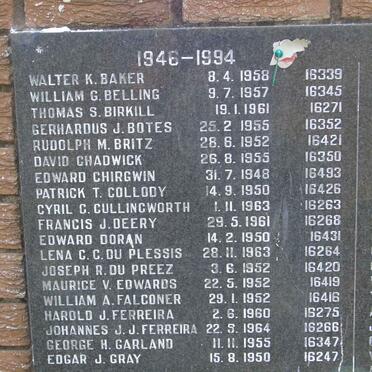 1946-1994
WALTER K. BAKER 8. 4. 1958 16339
WILLIAM G. BELLING 9. 7. 1957 16345
THOMAS S. BIRKILL 19. 1. 1961 16271
GERHARDUS J. BOTES 25. 2 1955 16352
RUDOLPH M. BRITZ 28. 6. 1952 16421
DAVID CHADWICK 26. 8. 1955 16350
EDWARD CHIRGWIN 31. 7. 1948 16493
PATRICK T. COLLODY 14. 9. 1950 16426
CYRIL G. CULLINGWORTH 1. 11. 1963 16263
FRANCIS J. DEERY 29. 5. 1961 16268
EDWARD DORAN 14. 2. 1950 16431
LENA C. C. DU PLESSIS 28. 11. 1963 16264
JOSEPH R. DU PREEZ 3. 6. 1952 16420
MAURICE V. EDWARDS 22. 5. 1952 16419
WILLIAM A. FALCONER 29. 1. 1952 16416
HAROLD J. FERREIRA 2. 6. 1960 16275
JOHANNES J. J. FERREIRA 22. 5. 1964 16266
GEORGE H. GARLAND 11. 11. 1955 16347
EDGAR J. GRAY 15. 8. 1950 16247